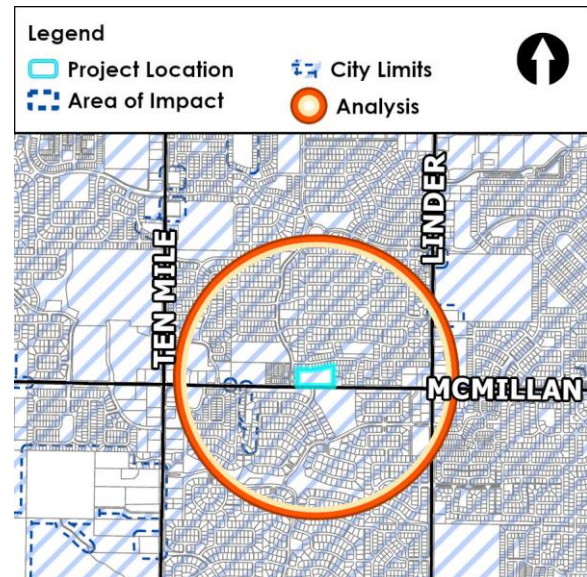 Legend
Project Location
City Limits
Area of Impact
Analysis
TEN MILE
LINDER
MCMILLAN